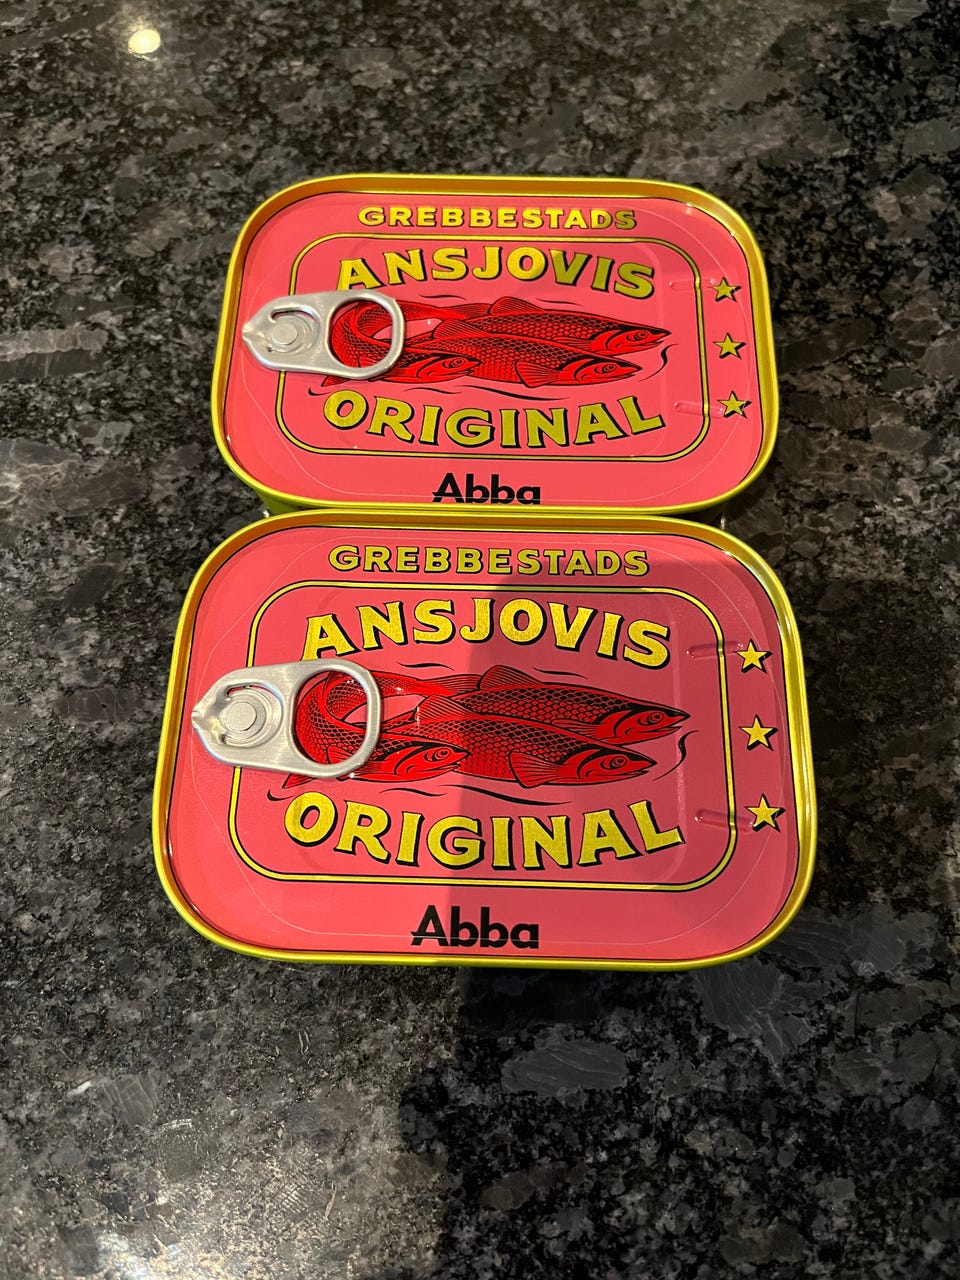 GREBBESTADS
ANSJOVIS
ORIGINAL
Abba
GREBBESTADS
ANSJOVIS
ORIGINAL
Abba